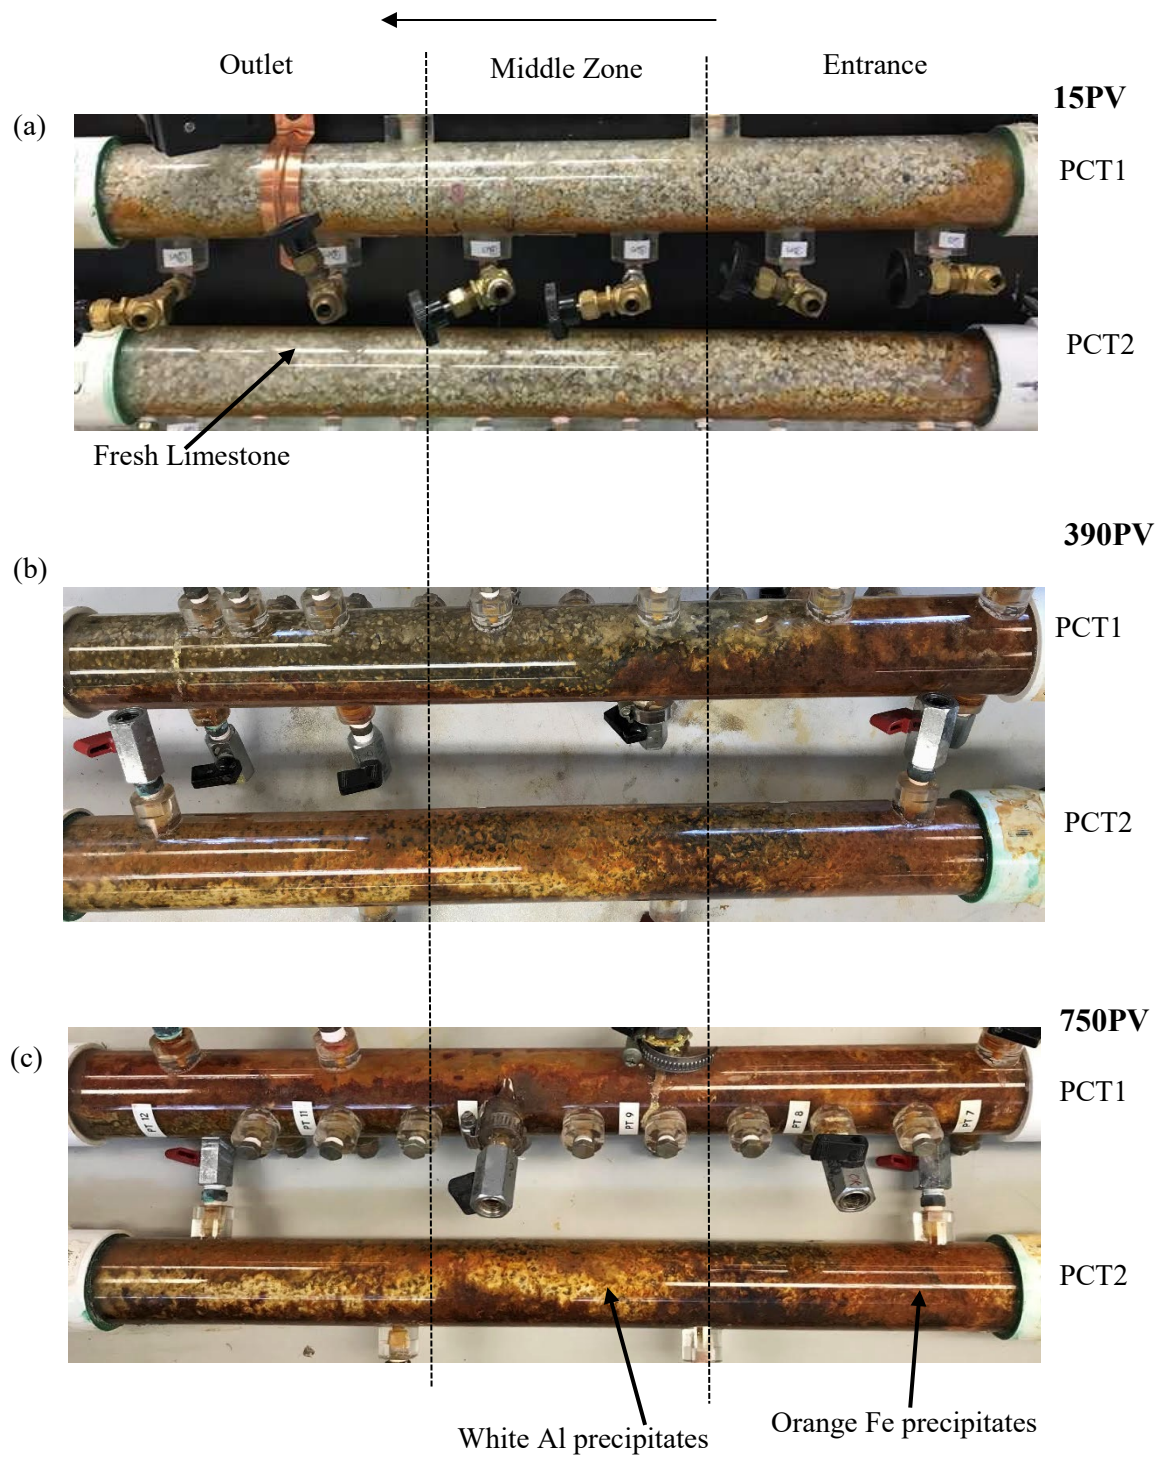 Outlet
Middle Zone
Entrance
15PV
(a)
PCT1
PCT2
Fresh Limestone
390PV
(b)
PCT1
PCT2
750PV
(c)
PCT1
PT 12
PT 11
PT 9
PT 8
PT 7
PCT2
White Al precipitates
Orange Fe precipitates